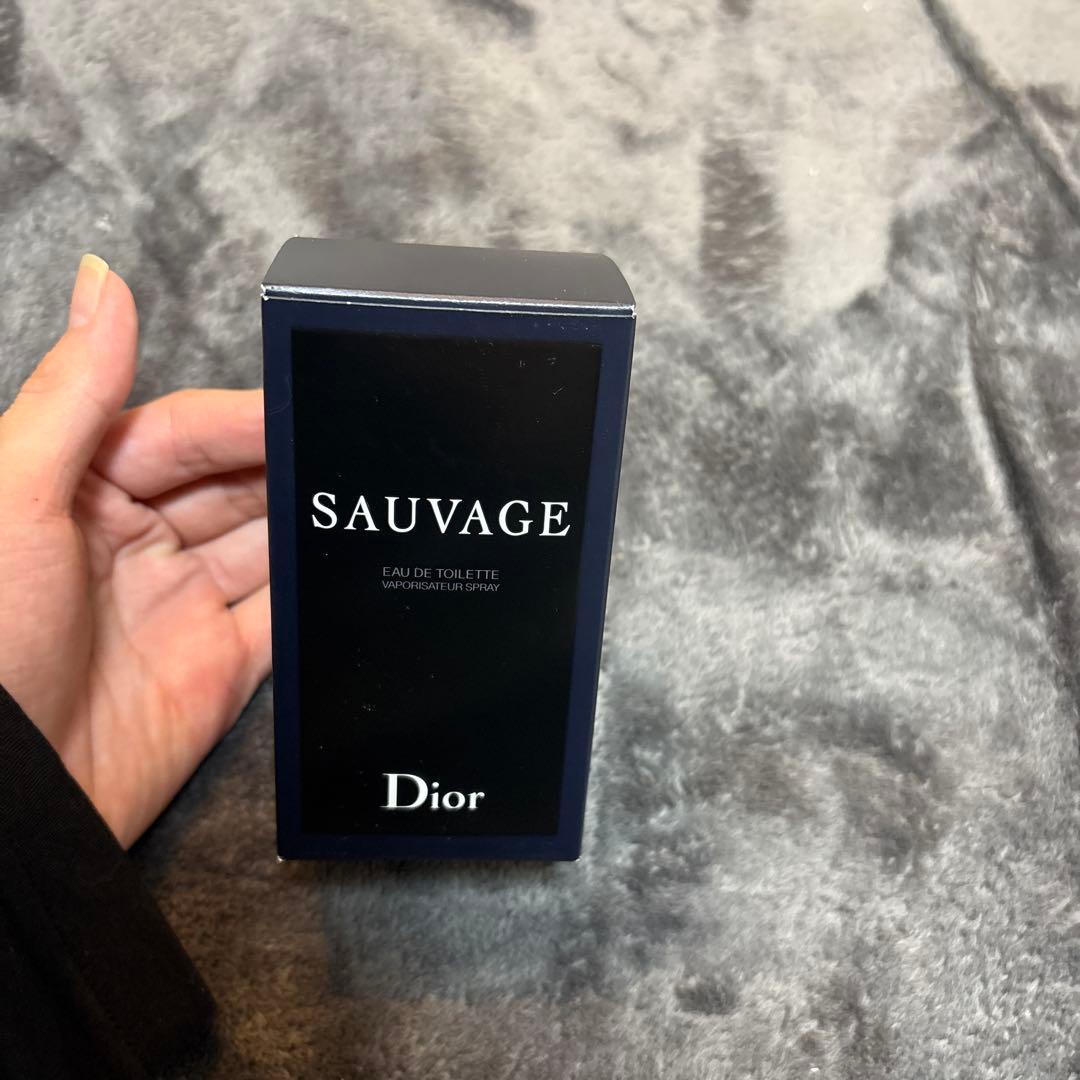 SAUVAGE
EAU DE TOILETTE
VAPORISATEUR SPRAY
Dior